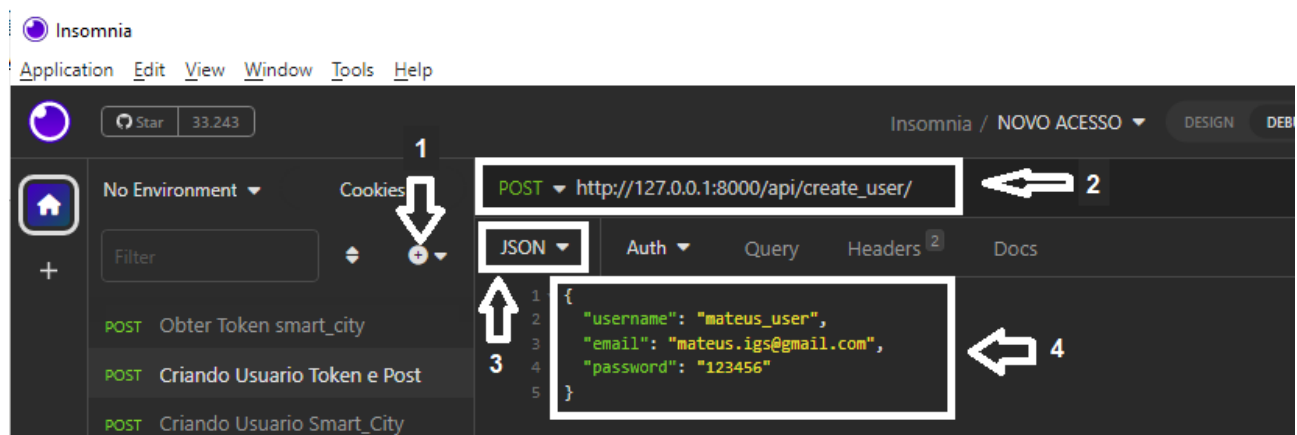 Insomnia
Application Edit View Window Tools Help
Star 33.243
Insomnia / NOVO ACESSO
DESIGN
1
No Environment
Cookies
POST http://127.0.0.1:8000/api/create_user/
2
Filter
JSON Auth Query Headers 2 Docs
POST Obter Token smart_city
POST Criando Usuario Token e Post
POST Criando Usuario Smart_City
3
1 {
2 "username": "mateus_user",
3 "email": "mateus.igs@gmail.com",
4 "password": "123456"
5 }
4